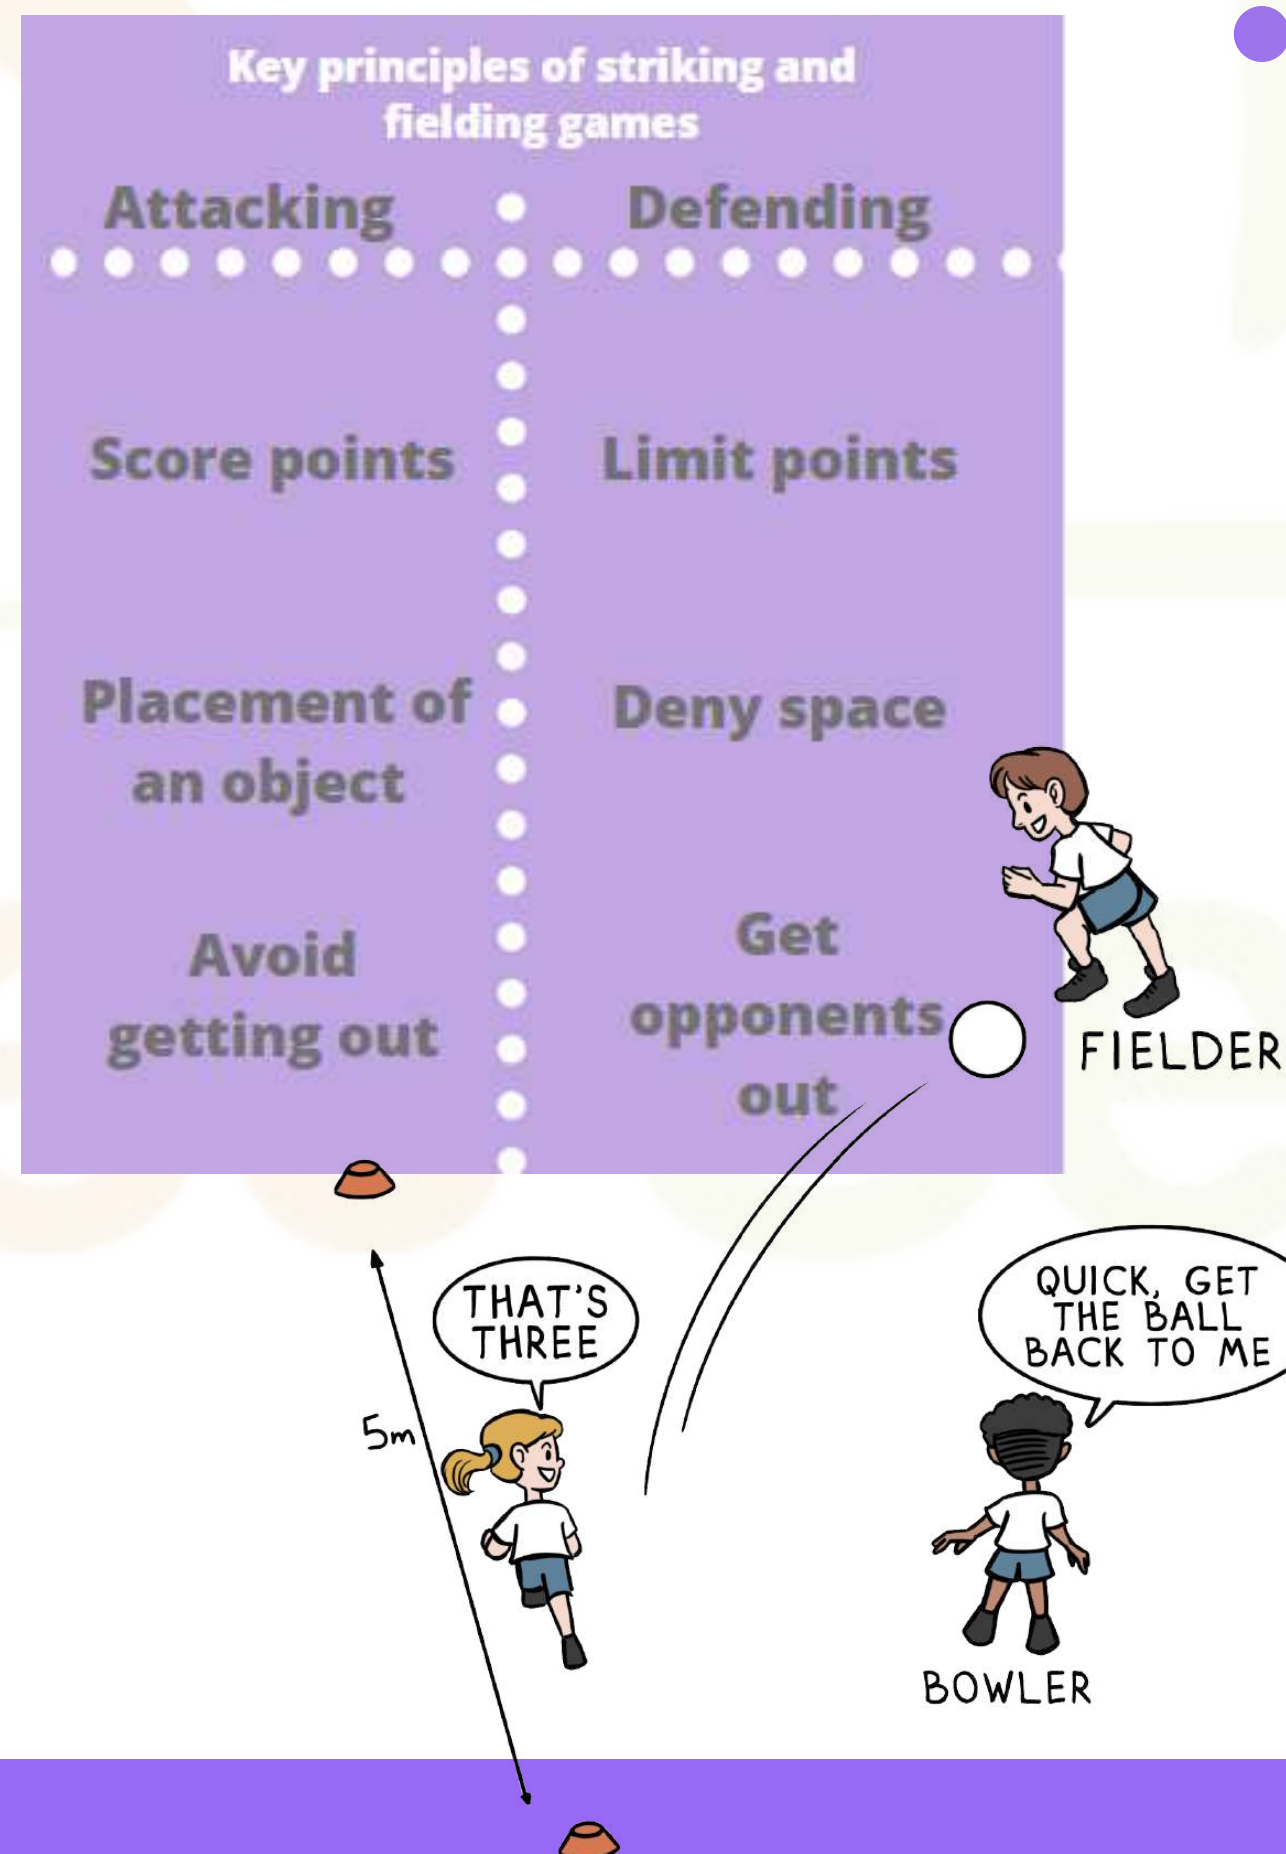 Key principles of striking and
fielding games
Attacking
Defending
Score points
Limit points
Placement of
an object
Deny space
Avoid
getting out
Get
opponents
out
FIELDER
THAT'S
THREE
QUICK, GET
THE BALL
BACK TO ME
5m
BOWLER